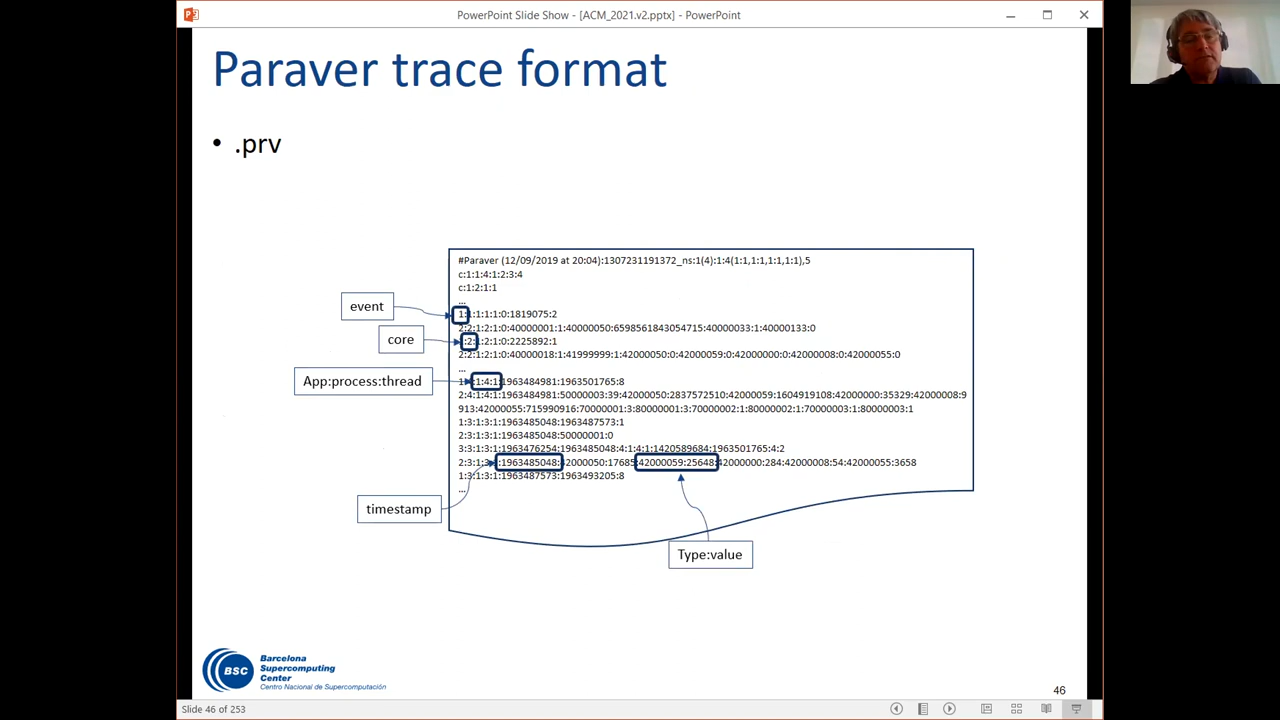 PowerPoint Slide Show - [ACM_2021.v2.pptx] - PowerPoint
Paraver trace format
• .prv
#Paraver (12/09/2019 at 20:04):1307231191372_ns:1(4):1:4(1:1,1:1,1:1,1:1),5
c:1:1:4:1:2:3:4
c:1:2:1:1
...
event
1:1:1:1:1:0:1819075:2
2:2:1:2:1:0:40000001:1:40000050:6598561843054715:40000033:1:40000133:0
core
:2:1:2:1:0:2225892:1
2:2:1:2:1:0:40000018:1:41999999:1:42000050:0:42000059:0:42000000:0:42000008:0:42000055:0
...
App:process:thread
:1:4:1:1963484981:1963501765:8
2:4:1:4:1:1963484981:50000003:39:42000050:2837572510:42000059:1604919108:42000000:35329:42000008:9
913:42000055:715990916:70000001:3:80000001:3:70000002:1:80000002:1:70000003:1:80000003:1
1:3:1:3:1:1963485048:1963487573:1
2:3:1:3:1:1963485048:50000001:0
3:3:1:3:1:1963476254:1963485048:4:1:4:1:1420589684:1963501765:4:2
2:3:1:3:1:1963485048:42000050:17685:42000059:25648:42000000:284:42000008:54:42000055:3658
1:3:1:3:1:1963487573:1963493205:8
...
timestamp
Type:value
BSC
Barcelona
Supercomputing
Center
Centro Nacional de Supercomputación
46
Slide 46 of 253